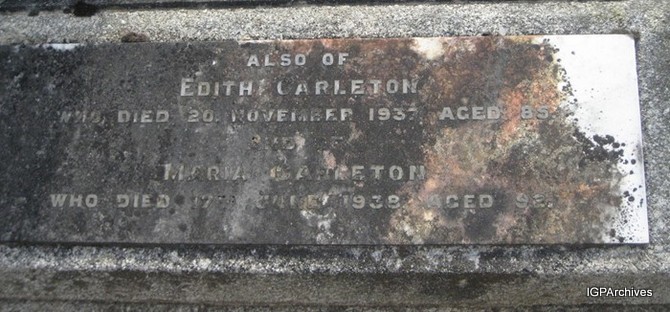 ALSO OF
EDITH CARLETON
WHO DIED 20. NOVEMBER 1937, AGED 85.
AND OF
MARIA CARLETON
WHO DIED 17TH JUNE 1938, AGED 92.
IGPArchives